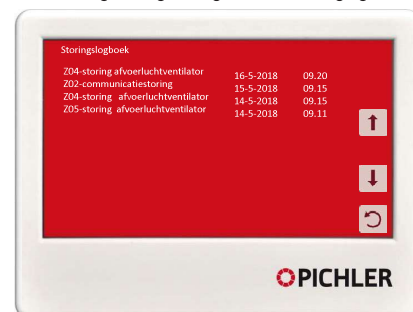 Storingslogboek
Z04-storing afvoerluchtventilator 16-5-2018 09.20
Z02-communicatiestoring 15-5-2018 09.15
Z04-storing afvoerluchtventilator 14-5-2018 09.15
Z05-storing afvoerluchtventilator 14-5-2018 09.11
PICHLER